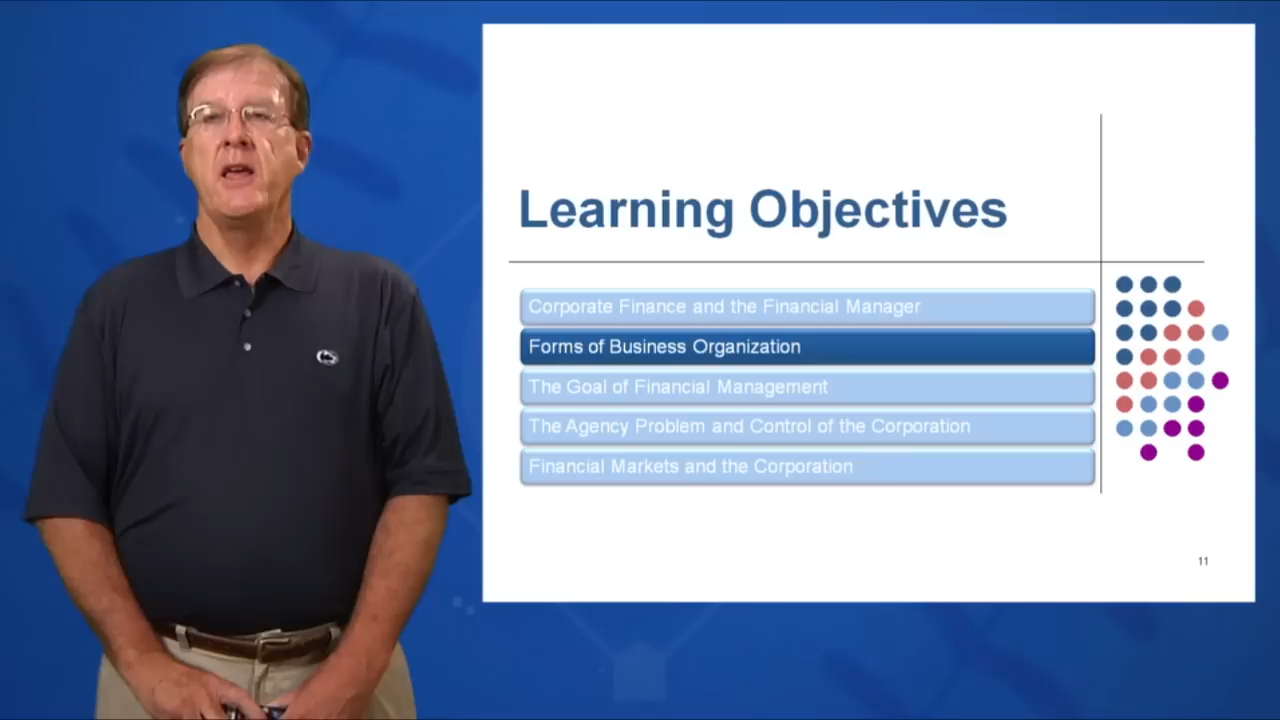 Learning Objectives
Corporate Finance and the Financial Manager
Forms of Business Organization
The Goal of Financial Management
The Agency Problem and Control of the Corporation
Financial Markets and the Corporation
11